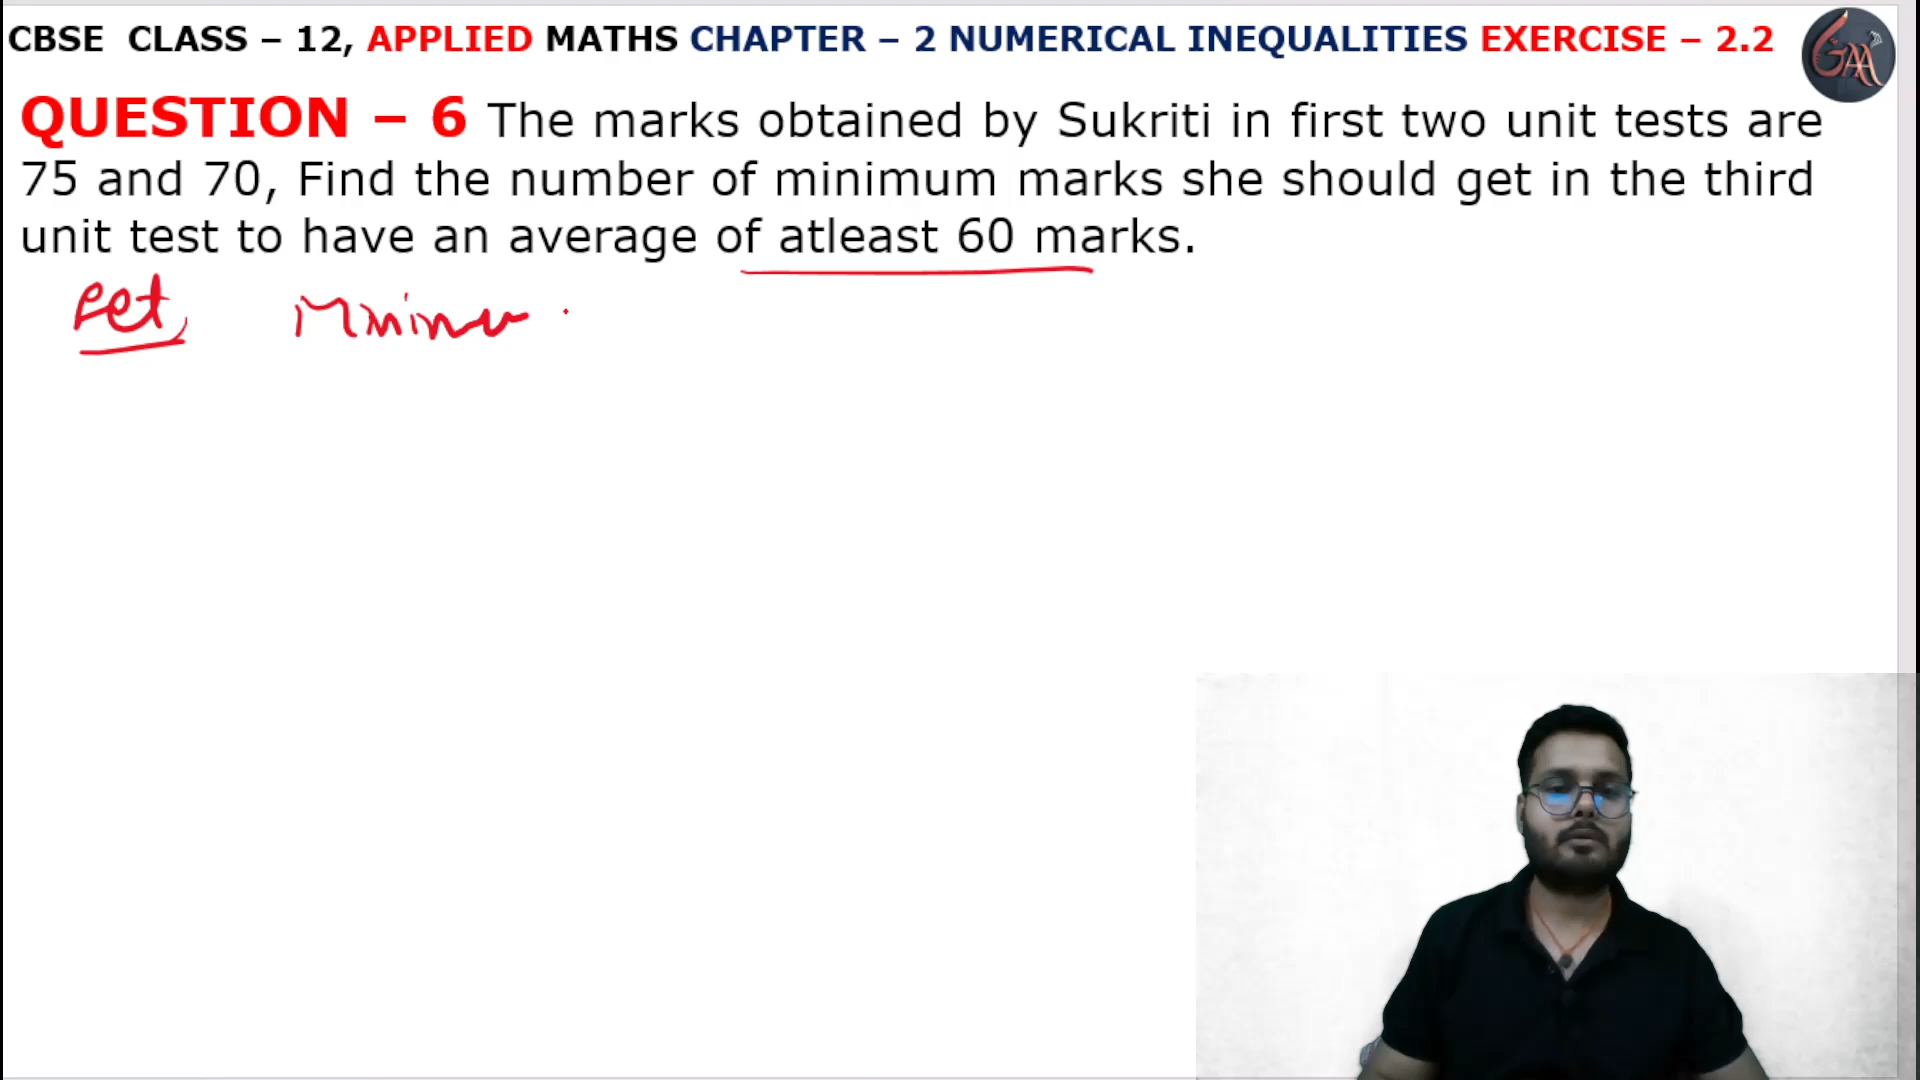 CBSE CLASS – 12, APPLIED MATHS CHAPTER – 2 NUMERICAL INEQUALITIES EXERCISE – 2.2
QUESTION – 6 The marks obtained by Sukriti in first two unit tests are
75 and 70, Find the number of minimum marks she should get in the third
unit test to have an average of atleast 60 marks.
Let,